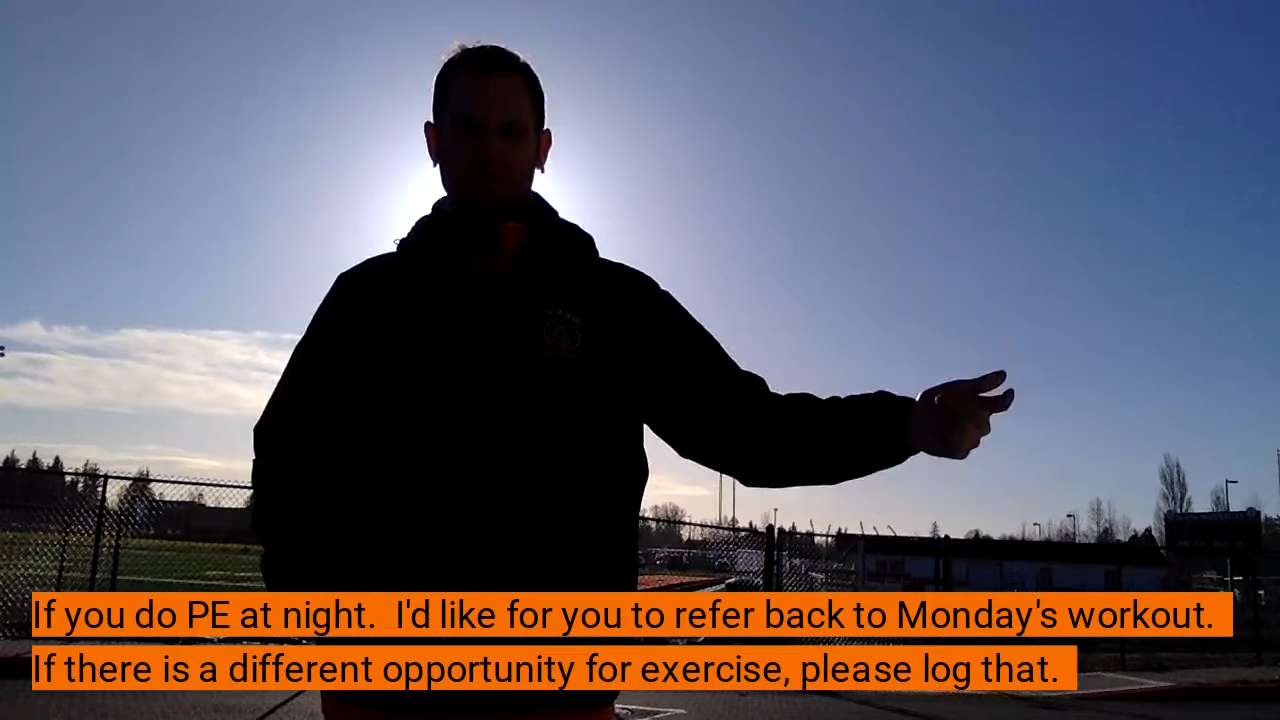 If you do PE at night.  I'd like for you to refer back to Monday's workout.
If there is a different opportunity for exercise, please log that.